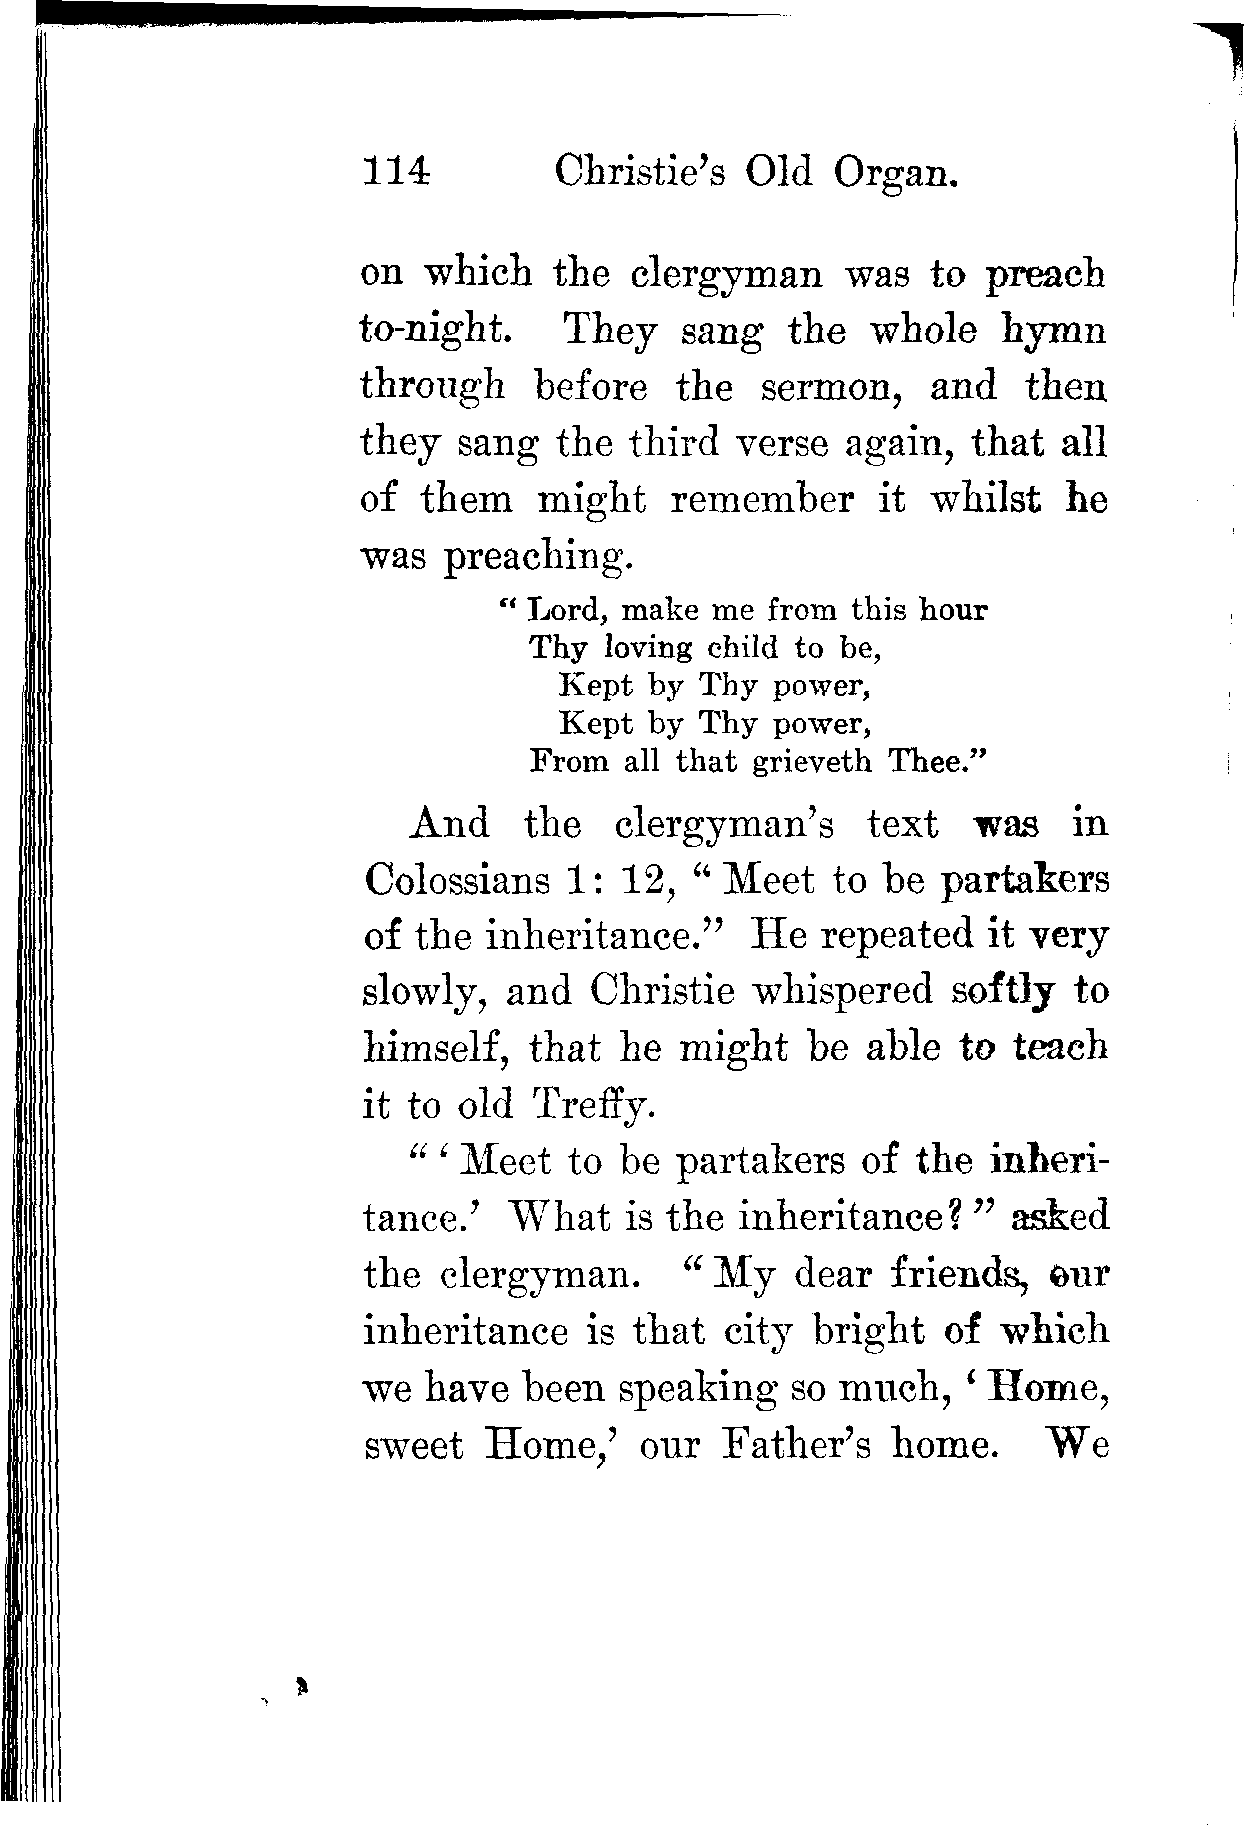 114 Christie's Old Organ.
on which the clergyman was to preach
to-night. They sang the whole hymn
through before the sermon, and then
they sang the third verse again, that all
of them might remember it whilst he
was preaching.
“ Lord, make me from this hour
Thy loving child to be,
Kept by Thy power,
Kept by Thy power,
From all that grieveth Thee.”
And the clergyman's text was in
Colossians 1: 12, “ Meet to be partakers
of the inheritance.” He repeated it very
slowly, and Christie whispered softly to
himself, that he might be able to teach
it to old Treffy.
“ ‘ Meet to be partakers of the inheri-
tance.’ What is the inheritance? ” asked
the clergyman. “ My dear friends, our
inheritance is that city bright of which
we have been speaking so much, ‘ Home,
sweet Home,’ our Father's home. We